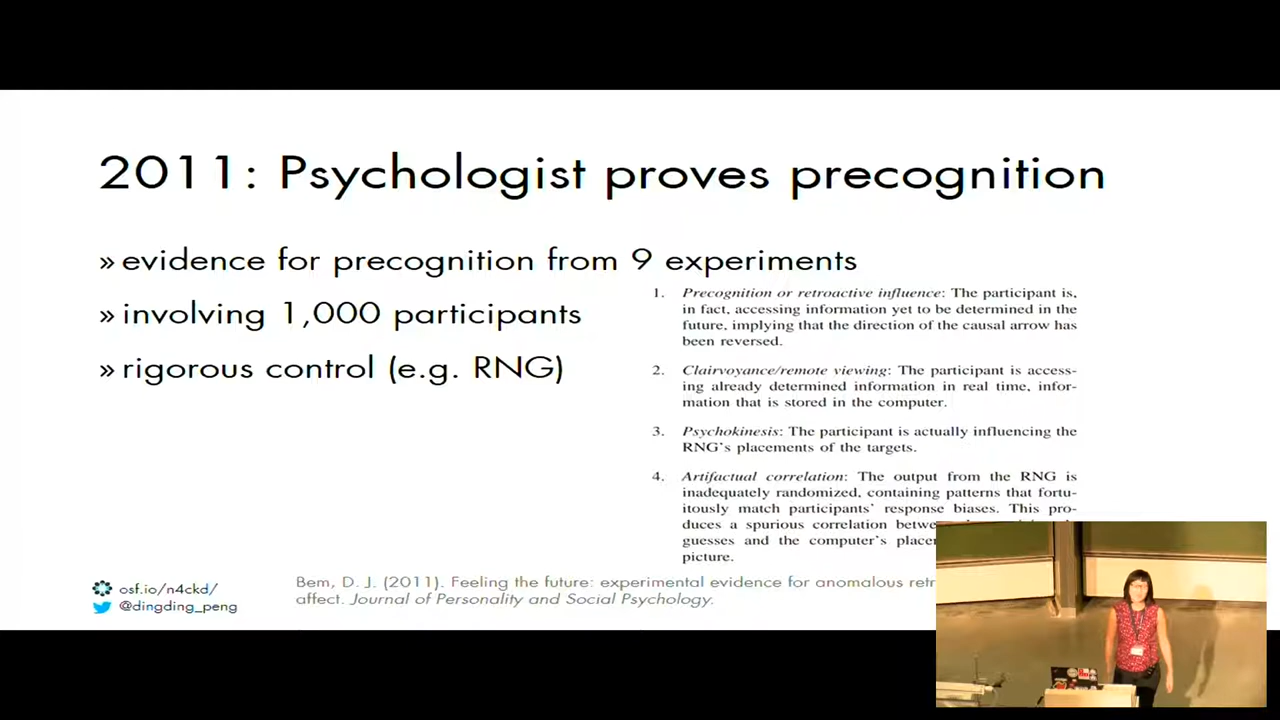 2011: Psychologist proves precognition
» evidence for precognition from 9 experiments
» involving 1,000 participants
» rigorous control (e.g. RNG)
1. Precognition or retroactive influence: The participant is,
in fact, accessing information yet to be determined in the
future, implying that the direction of the causal arrow has
been reversed.
2. Clairvoyance/remote viewing: The participant is access-
ing already determined information in real time, infor-
mation that is stored in the computer.
3. Psychokinesis: The participant is actually influencing the
RNG's placements of the targets.
4. Artifactual correlation: The output from the RNG is
inadequately randomized, containing patterns that fortu-
itously match participants' response biases. This pro-
duces a spurious correlation
guesses and the computer's
picture.
osf.io/n4ckd/
@dingding_peng
Bem, D. J. (2011). Feeling the future: experimental evidence for anomalous
affect. Journal of Personality and Social Psychology.